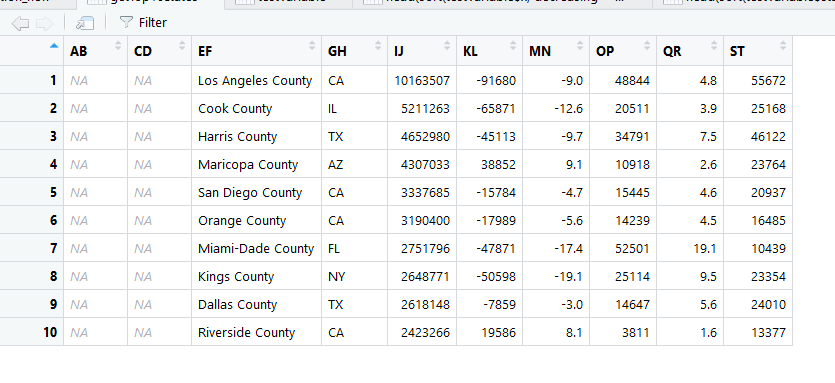 Filter
AB CD EF GH IJ KL MN OP QR ST
1 NA NA Los Angeles County CA 10163507 -91680 -9.0 48844 4.8 55672
2 NA NA Cook County IL 5211263 -65871 -12.6 20511 3.9 25168
3 NA NA Harris County TX 4652980 -45113 -9.7 34791 7.5 46122
4 NA NA Maricopa County AZ 4307033 38852 9.1 10918 2.6 23764
5 NA NA San Diego County CA 3337685 -15784 -4.7 15445 4.6 20937
6 NA NA Orange County CA 3190400 -17989 -5.6 14239 4.5 16485
7 NA NA Miami-Dade County FL 2751796 -47871 -17.4 52501 19.1 10439
8 NA NA Kings County NY 2648771 -50598 -19.1 25114 9.5 23354
9 NA NA Dallas County TX 2618148 -7859 -3.0 14647 5.6 24010
10 NA NA Riverside County CA 2423266 19586 8.1 3811 1.6 13377